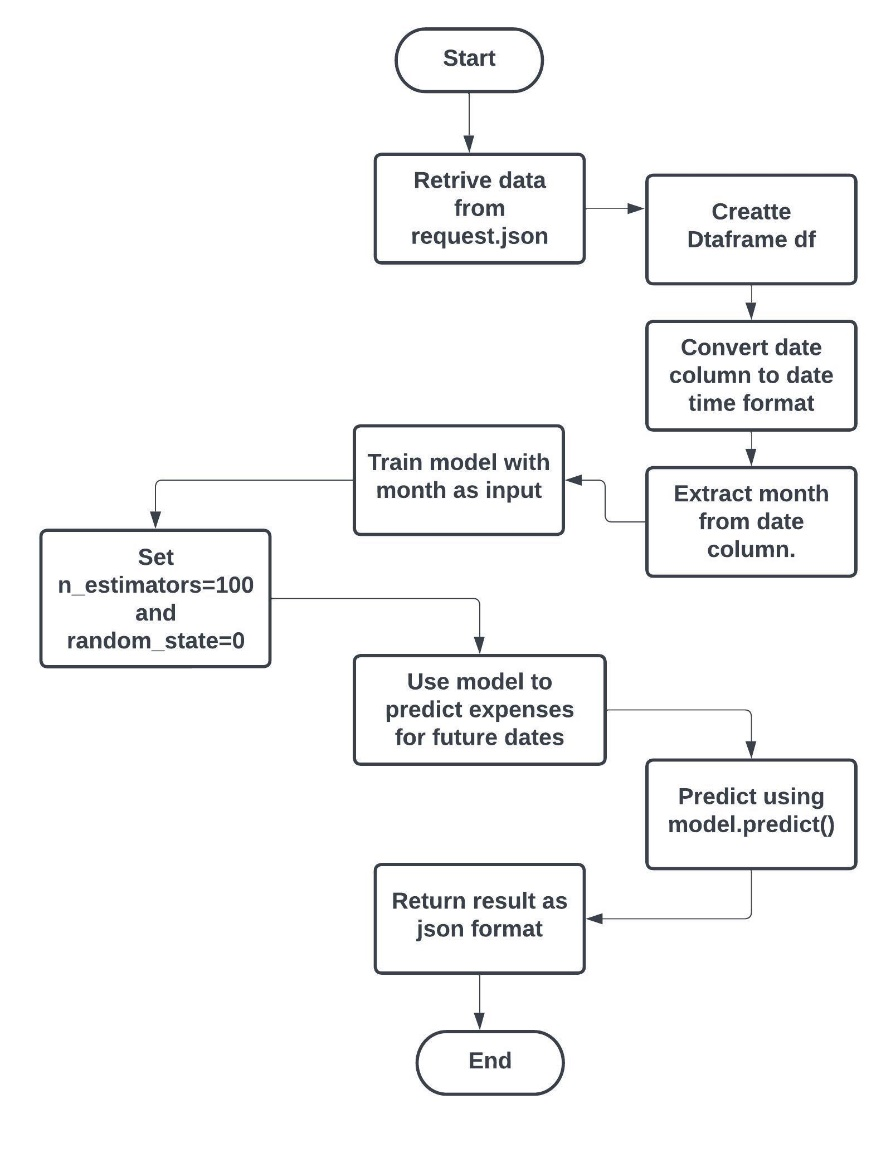 Start
Retrive data
from
request.json
Creatte
Dtaframe df
Convert date
column to date
time format
Extract month
from date
column.
Train model with
month as input
Set
n_estimators=100
and
random_state=0
Use model to
predict expenses
for future dates
Predict using
model.predict()
Return result as
json format
End